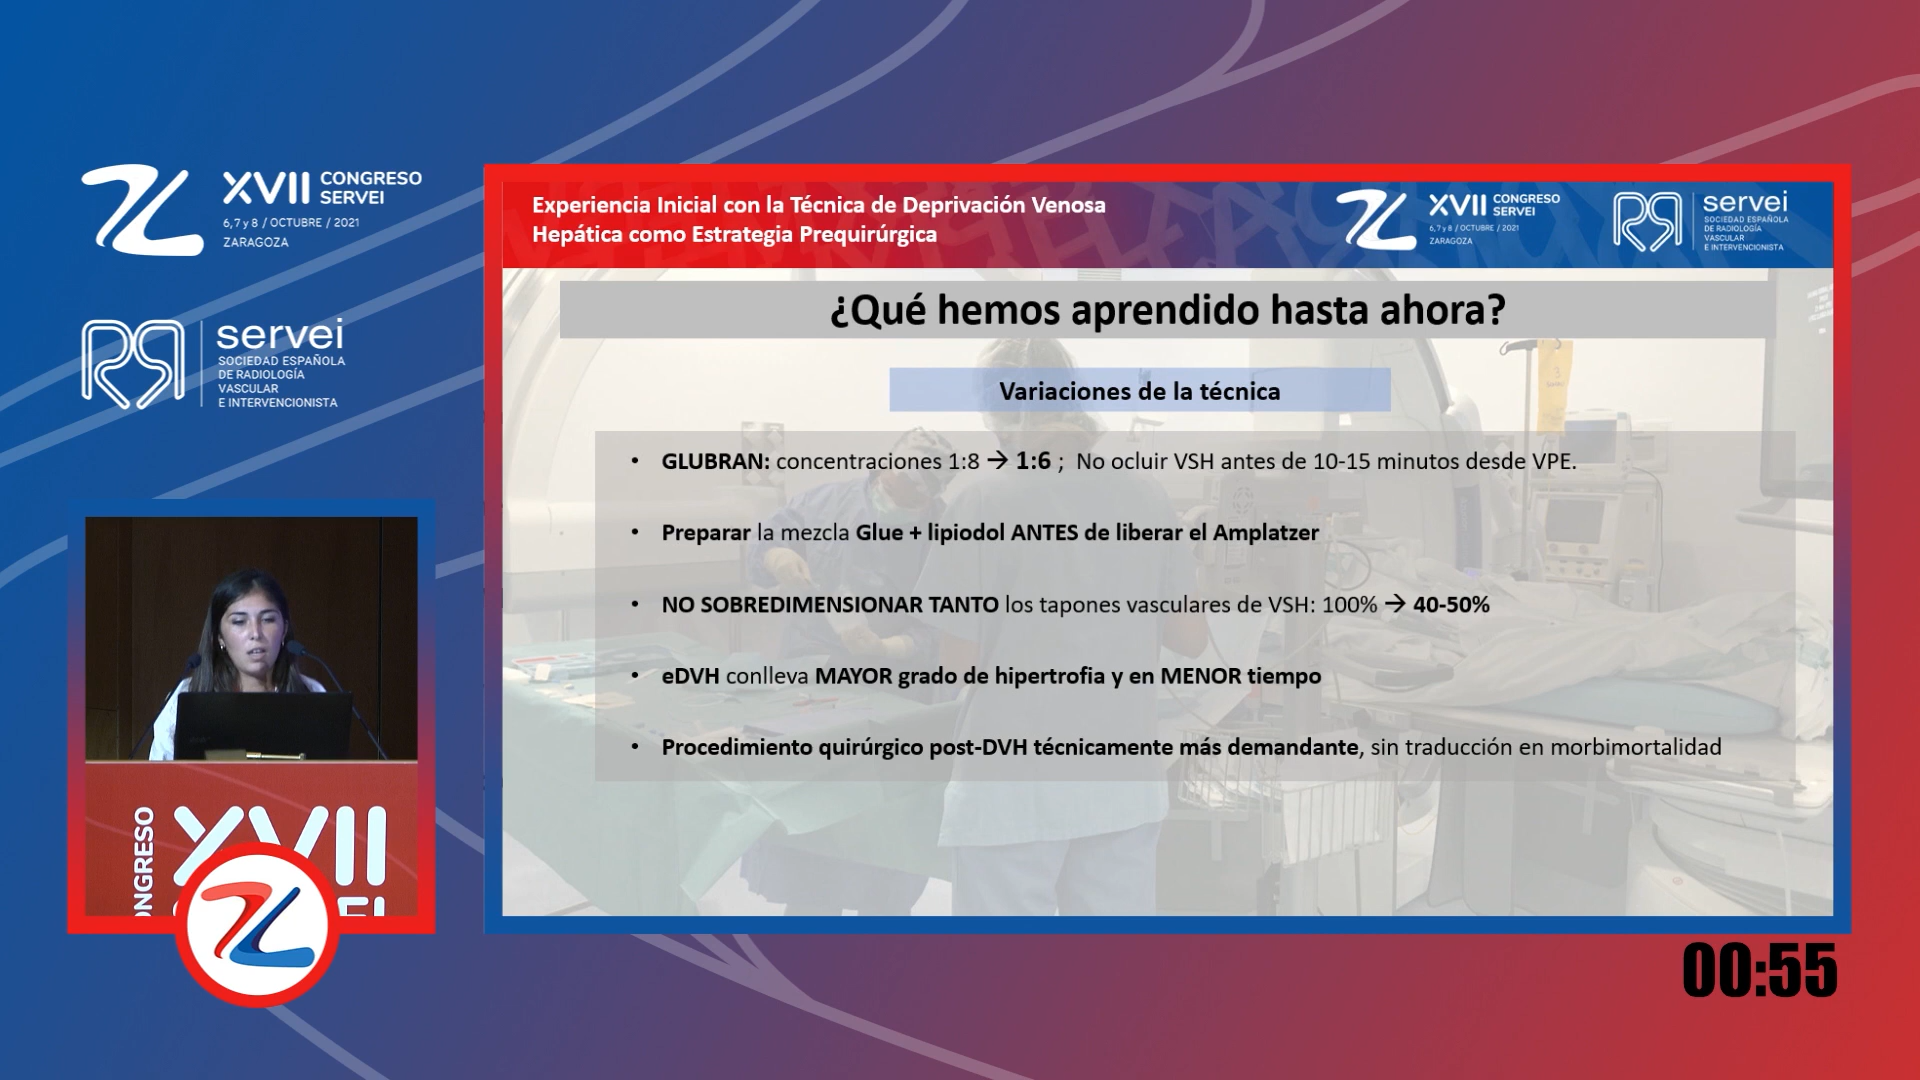 XVII CONGRESO
SERVEI
6, 7 y 8 / OCTUBRE / 2021
ZARAGOZA
servei
SOCIEDAD ESPAÑOLA
DE RADIOLOGÍA
VASCULAR
E INTERVENCIONISTA
Experiencia Inicial con la Técnica de Deprivación Venosa
Hepática como Estrategia Prequirúrgica
XVII CONGRESO
SERVEI
6, 7 y 8 / OCTUBRE / 2021
ZARAGOZA
servei
SOCIEDAD ESPAÑOLA
DE RADIOLOGÍA
VASCULAR
E INTERVENCIONISTA
¿Qué hemos aprendido hasta ahora?
Variaciones de la técnica
• GLUBRAN: concentraciones 1:8 → 1:6 ; No ocluir VSH antes de 10-15 minutos desde VPE.
• Preparar la mezcla Glue + lipiodol ANTES de liberar el Amplatzer
• NO SOBREDIMENSIONAR TANTO los tapones vasculares de VSH: 100% → 40-50%
• eDVH conlleva MAYOR grado de hipertrofia y en MENOR tiempo
• Procedimiento quirúrgico post-DVH técnicamente más demandante, sin traducción en morbimortalidad
ONGRESO
XVII
00:55